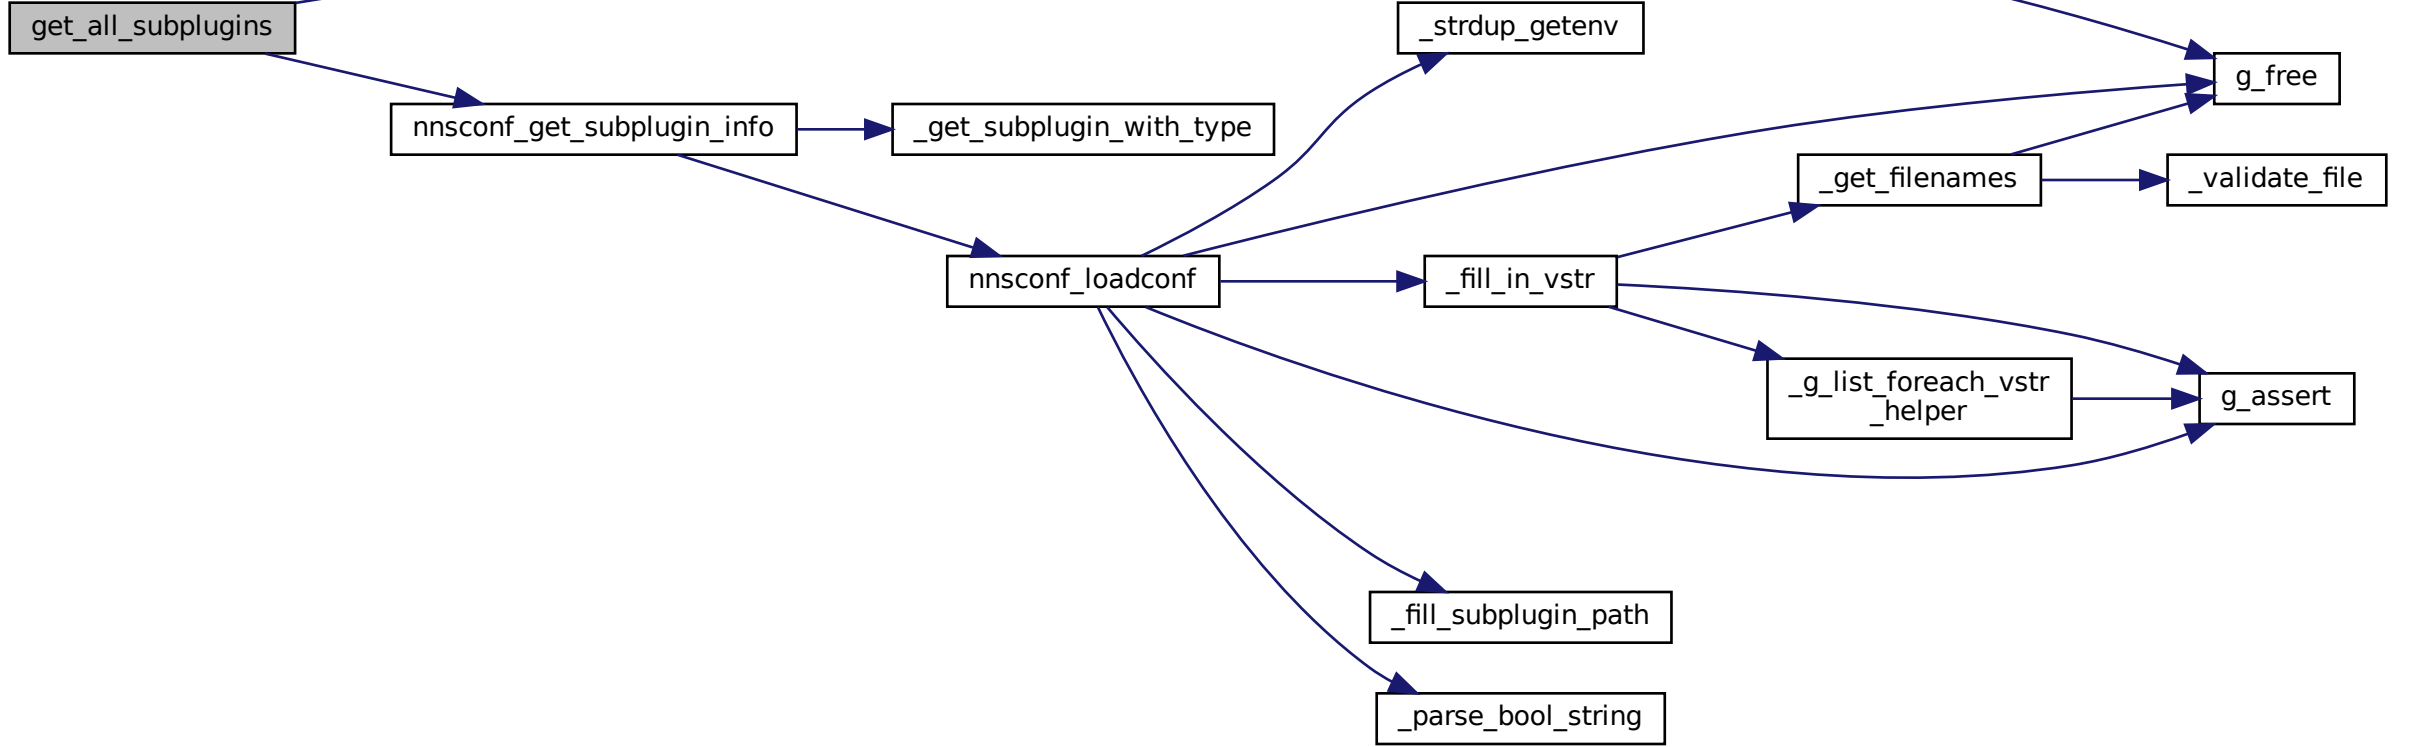 get_all_subplugins
_strdup_getenv
g_free
nnsconf_get_subplugin_info
_get_subplugin_with_type
_get_filenames
_validate_file
nnsconf_loadconf
_fill_in_vstr
_g_list_foreach_vstr
_helper
g_assert
_fill_subplugin_path
_parse_bool_string